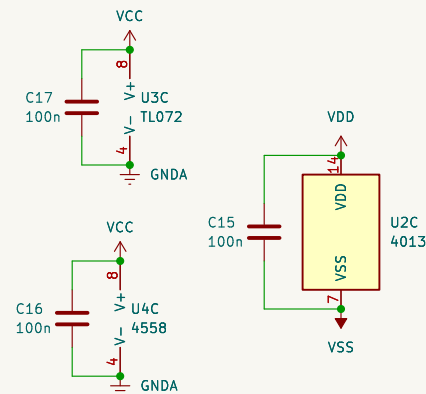 VCC
8
C17
100n
V+
U3C
TL072
V-
4
GNDA
VDD
14
VDD
C15
100n
U2C
4013
VSS
7
VSS
VCC
8
C16
100n
V+
U4C
4558
V-
4
GNDA